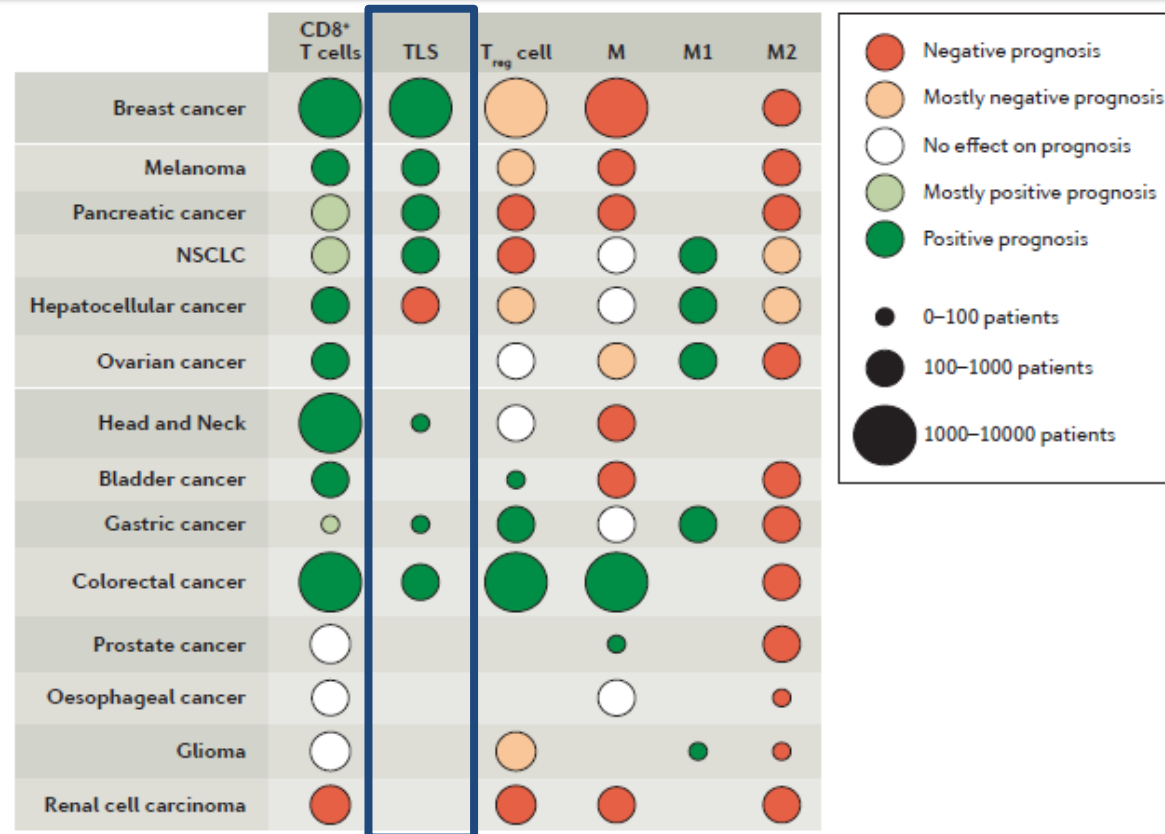 CD8⁺
T cells
TLS
T_reg cell
M
M1
M2
Breast cancer
Melanoma
Pancreatic cancer
NSCLC
Hepatocellular cancer
Ovarian cancer
Head and Neck
Bladder cancer
Gastric cancer
Colorectal cancer
Prostate cancer
Oesophageal cancer
Glioma
Renal cell carcinoma
Negative prognosis
Mostly negative prognosis
No effect on prognosis
Mostly positive prognosis
Positive prognosis
0–100 patients
100–1000 patients
1000–10000 patients